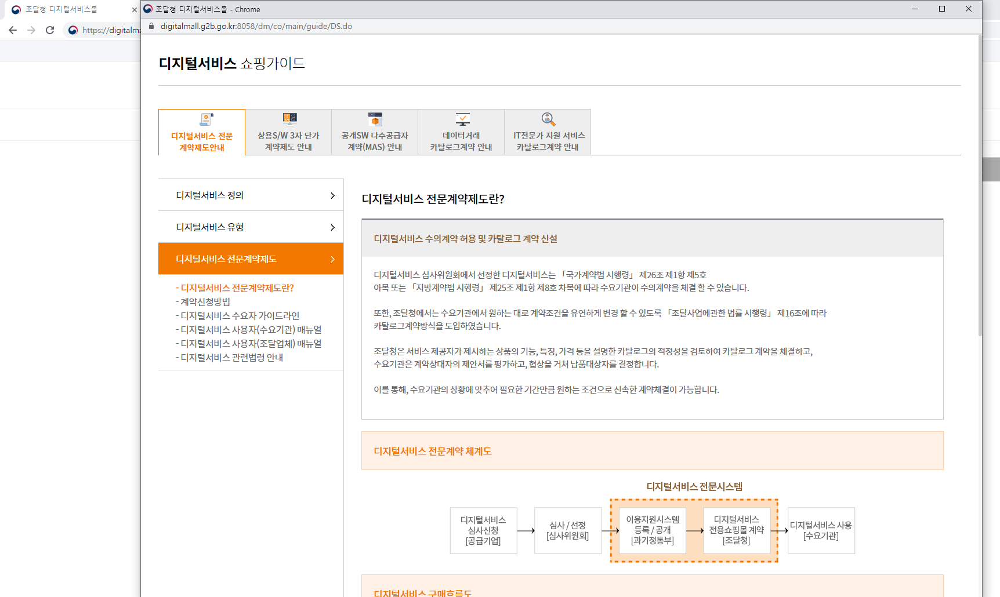 조달청 디지털서비스몰
https://digitalma
조달청 디지털서비스몰 - Chrome
digitalmall.g2b.go.kr:8058/dm/co/main/guide/DS.do
디지털서비스 쇼핑가이드
디지털서비스 전문
계약제도안내
상용S/W 3자 단가
계약제도 안내
공개SW 다수공급자
계약(MAS) 안내
데이터거래
카탈로그계약 안내
IT전문가 지원 서비스
카탈로그계약 안내
디지털서비스 정의
디지털서비스 유형
디지털서비스 전문계약제도
- 디지털서비스 전문계약제도란?
- 계약신청방법
- 디지털서비스 수요자 가이드라인
- 디지털서비스 사용자(수요기관) 매뉴얼
- 디지털서비스 사용자(조달업체) 매뉴얼
- 디지털서비스 관련법령 안내
디지털서비스 전문계약제도란?
디지털서비스 수의계약 허용 및 카탈로그 계약 신설
디지털서비스 심사위원회에서 선정한 디지털서비스는 「국가계약법 시행령」 제26조 제1항 제5호
아목 또는 「지방계약법 시행령」 제25조 제1항 제8호 차목에 따라 수요기관이 수의계약을 체결 할 수 있습니다.
또한, 조달청에서는 수요기관에서 원하는 대로 계약조건을 유연하게 변경 할 수 있도록 「조달사업에관한 법률 시행령」 제16조에 따라
카탈로그계약방식을 도입하였습니다.
조달청은 서비스 제공자가 제시하는 상품의 기능, 특징, 가격 등을 설명한 카탈로그의 적정성을 검토하여 카탈로그 계약을 체결하고,
수요기관은 계약상대자의 제안서를 평가하고, 협상을 거쳐 납품대상자를 결정합니다.
이를 통해, 수요기관의 상황에 맞추어 필요한 기간만큼 원하는 조건으로 신속한 계약체결이 가능합니다.
디지털서비스 전문계약 체계도
디지털서비스 전문시스템
디지털서비스
심사신청
[공급기업]
심사 / 선정
[심사위원회]
이용지원시스템
등록 / 공개
[과기정통부]
디지털서비스
전용쇼핑몰 계약
[조달청]
디지털서비스 사용
[수요기관]
디지털서비스 구매흐름도